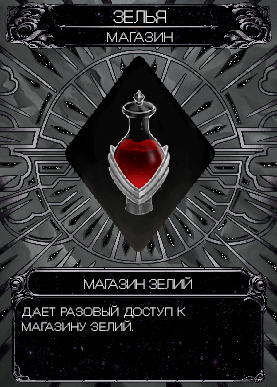 ЗЕЛЬЯ
МАГАЗИН
МАГАЗИН ЗЕЛИЙ
ДАЕТ РАЗОВЫЙ ДОСТУП К
МАГАЗИНУ ЗЕЛИЙ.